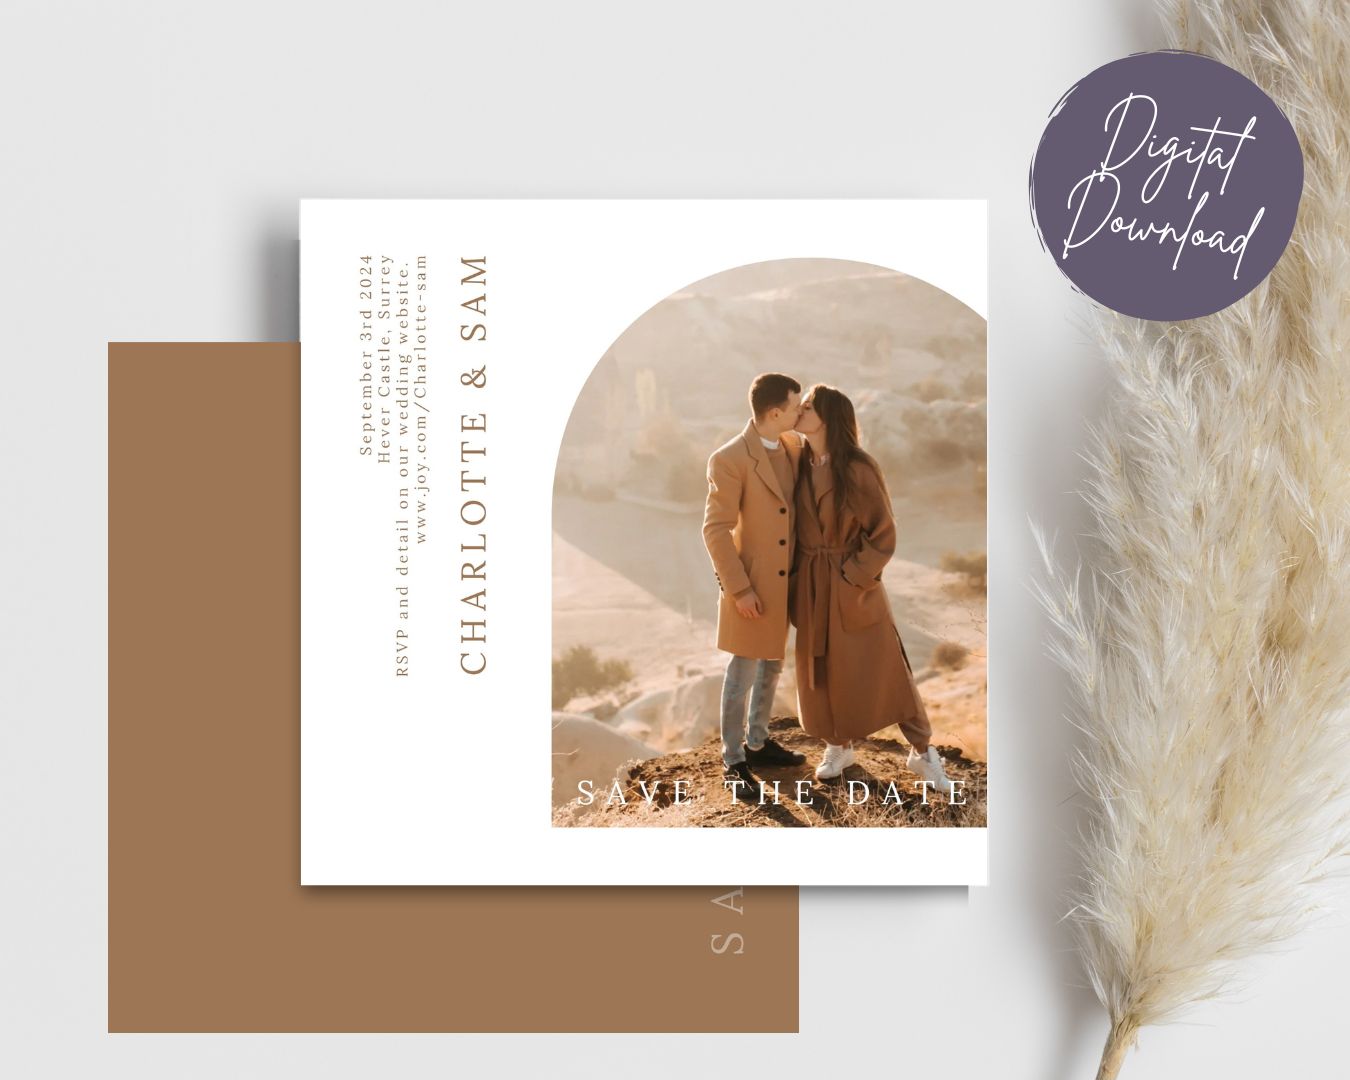 Digital
Download
September 3rd 2024
Hever Castle, Surrey
RSVP and detail on our wedding website.
www.joy.com/Charlotte-sam
CHARLOTTE & SAM
SAVE THE DATE
SA